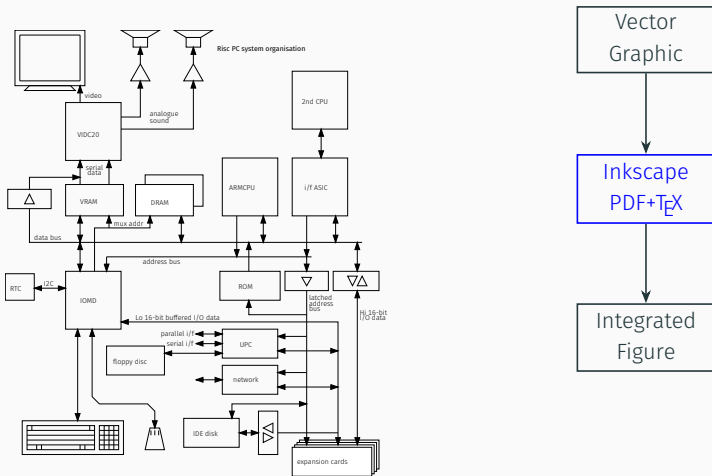 Risc PC system organisation
video
analogue
sound
2nd CPU
VIDC20
serial
data
VRAM
DRAM
ARMCPU
i/f ASIC
mux addr
data bus
address bus
I2C
RTC
IOMD
ROM
latched
address
bus
Hi 16-bit
I/O data
Lo 16-bit buffered I/O data
parallel i/f
serial i/f
UPC
floppy disc
network
IDE disk
expansion cards
Vector
Graphic
Inkscape
PDF+TEX
Integrated
Figure